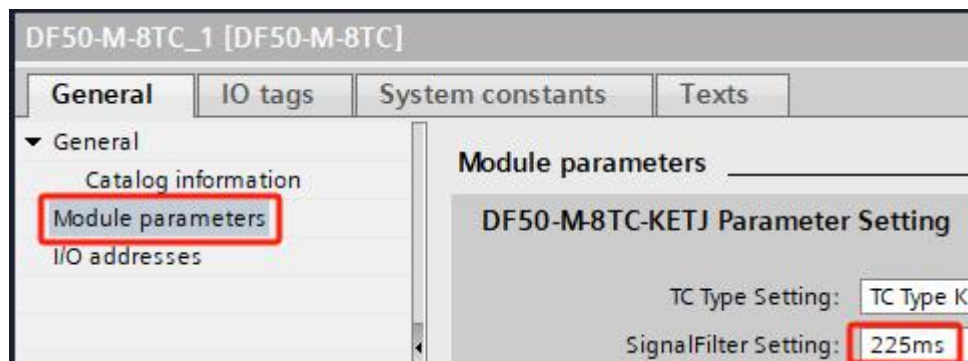 DF50-M-8TC_1 [DF50-M-8TC]
General IO tags System constants Texts
General
Catalog information
Module parameters
I/O addresses
Module parameters
DF50-M-8TC-KETJ Parameter Setting
TC Type Setting: TC Type K
SignalFilter Setting: 225ms